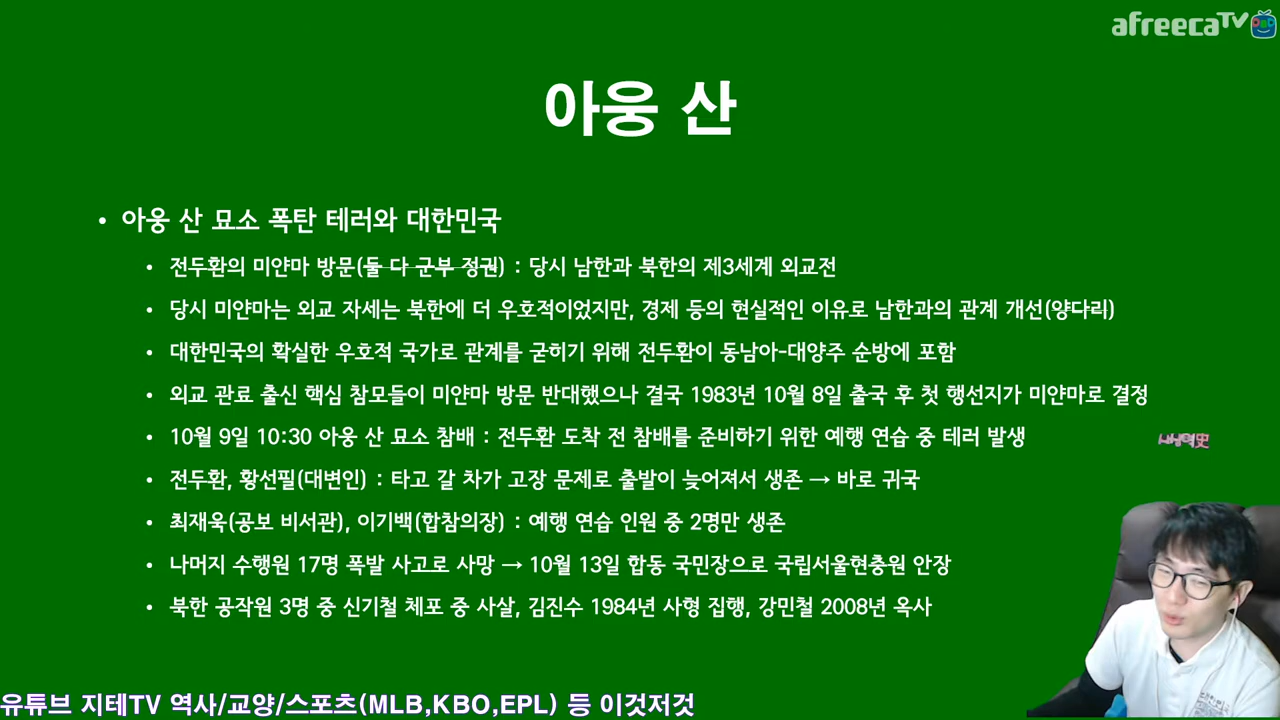 afreecaTV
아웅 산
• 아웅 산 묘소 폭탄 테러와 대한민국
• 전두환의 미얀마 방문(둘 다 군부 정권) : 당시 남한과 북한의 제3세계 외교전
• 당시 미얀마는 외교 자세는 북한에 더 우호적이었지만, 경제 등의 현실적인 이유로 남한과의 관계 개선(양다리)
• 대한민국의 확실한 우호적 국가로 관계를 굳히기 위해 전두환이 동남아-대양주 순방에 포함
• 외교 관료 출신 핵심 참모들이 미얀마 방문 반대했으나 결국 1983년 10월 8일 출국 후 첫 행선지가 미얀마로 결정
• 10월 9일 10:30 아웅 산 묘소 참배 : 전두환 도착 전 참배를 준비하기 위한 예행 연습 중 테러 발생
• 전두환, 황선필(대변인) : 타고 갈 차가 고장 문제로 출발이 늦어져서 생존 → 바로 귀국
• 최재욱(공보 비서관), 이기백(합참의장) : 예행 연습 인원 중 2명만 생존
• 나머지 수행원 17명 폭발 사고로 사망 → 10월 13일 합동 국민장으로 국립서울현충원 안장
• 북한 공작원 3명 중 신기철 체포 중 사살, 김진수 1984년 사형 집행, 강민철 2008년 옥사
유튜브 지테TV 역사/교양/스포츠(MLB,KBO,EPL) 등 이것저것